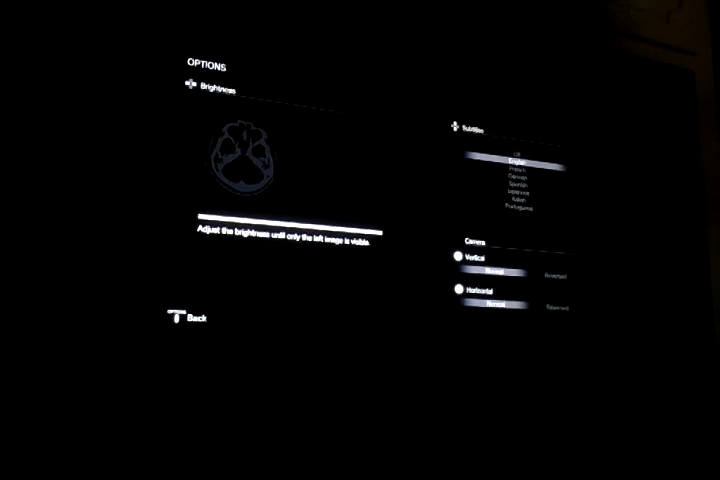 OPTIONS
Brightness
Adjust the brightness until only the left image is visible.
OPTIONS
Back
Subtitles
Off
English
French
German
Spanish
Japanese
Italian
Portuguese
Camera
Vertical
Normal Reversed
Horizontal
Normal Reversed